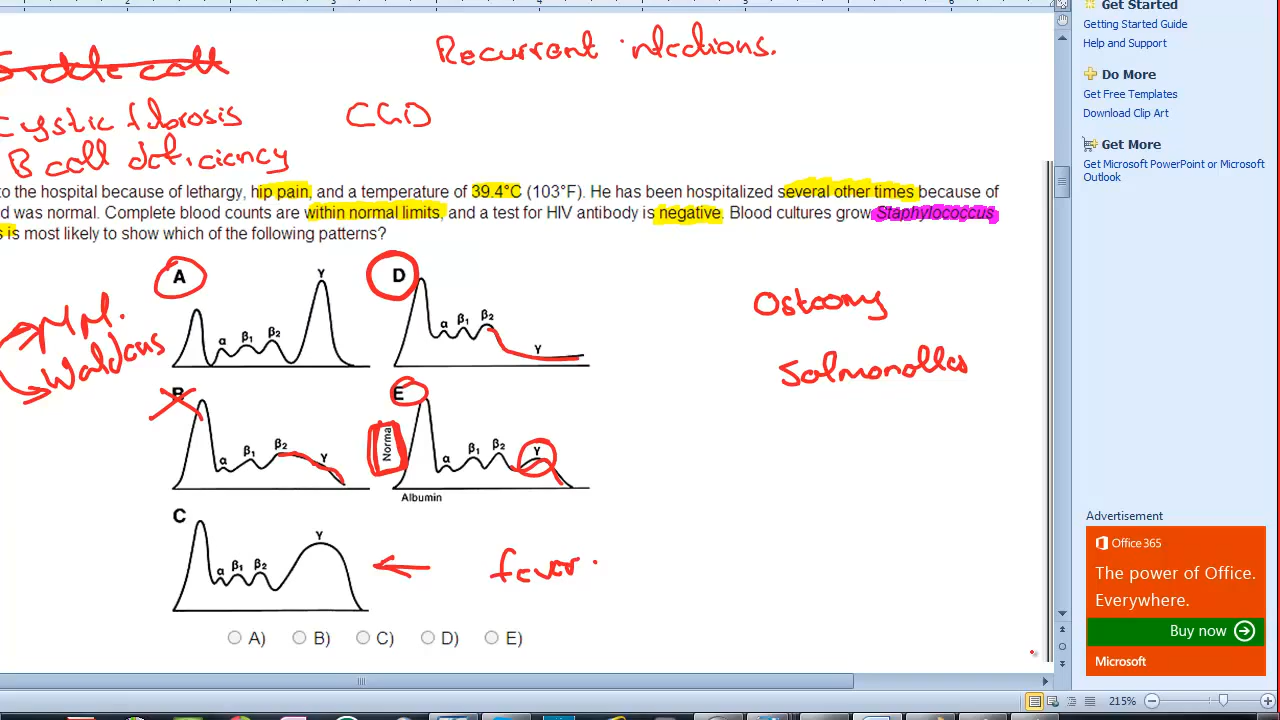 Get Started
Getting Started Guide
Help and Support
Do More
Get Free Templates
Download Clip Art
Get More
Get Microsoft PowerPoint or Microsoft
Outlook
Recurrent infections.
Sickle cell
Cystic fibrosis
CGD
B cell deficiency
to the hospital because of lethargy, hip pain, and a temperature of 39.4°C (103°F). He has been hospitalized several other times because of
d was normal. Complete blood counts are within normal limits, and a test for HIV antibody is negative. Blood cultures grow Staphylococcus
s is most likely to show which of the following patterns?
A
γ
α β₁ β₂
D
α β₁ β₂
γ
M.M.
Waldens
Osteomy
Salmonella
B
α β₁ β₂ γ
E
Normal
α β₁ β₂ γ
Albumin
C
α β₁ β₂ γ
fever.
A) B) C) D) E)
Advertisement
Office 365
The power of Office.
Everywhere.
Buy now
Microsoft
215%